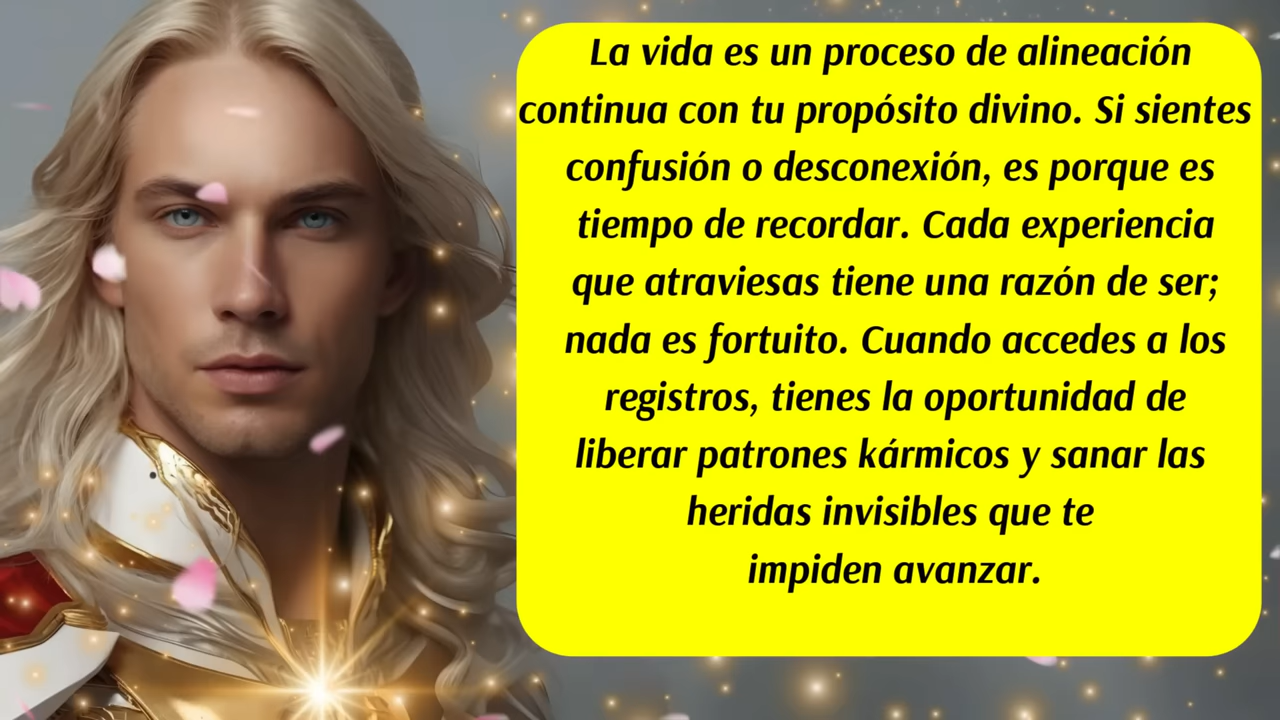 La vida es un proceso de alineación
continua con tu propósito divino. Si sientes
confusión o desconexión, es porque es
tiempo de recordar. Cada experiencia
que atraviesas tiene una razón de ser;
nada es fortuito. Cuando accedes a los
registros, tienes la oportunidad de
liberar patrones kármicos y sanar las
heridas invisibles que te
impiden avanzar.